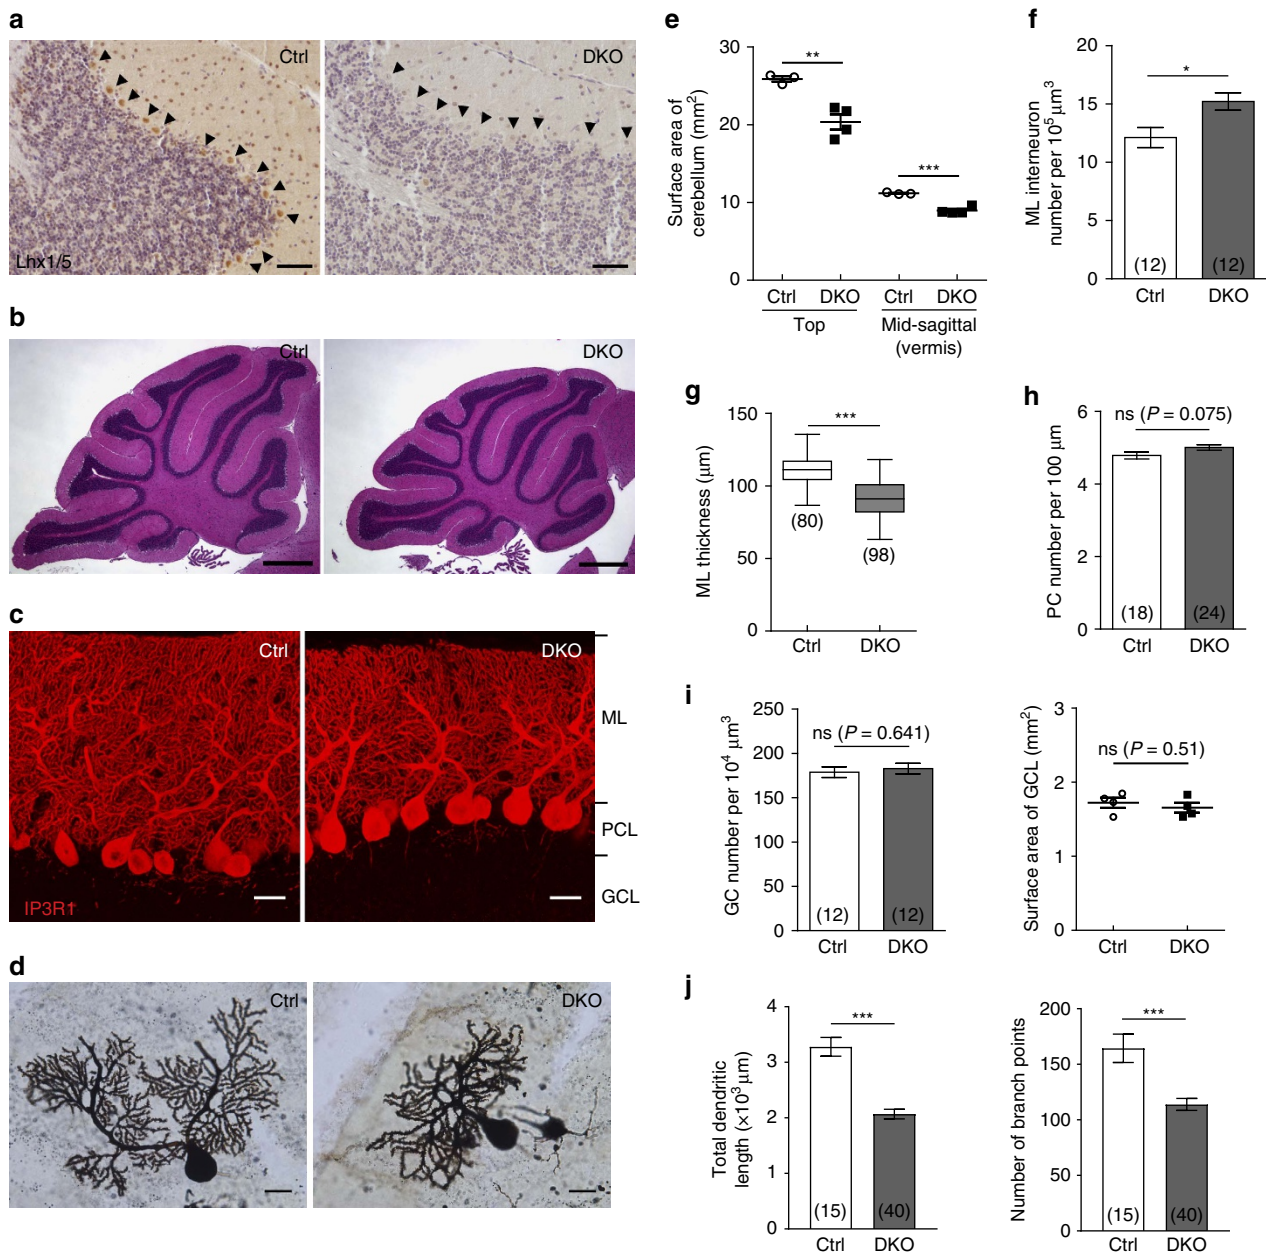 a
Ctrl
DKO
Lhx1/5
b
Ctrl
DKO
c
Ctrl
DKO
ML
PCL
GCL
IP3R1
d
Ctrl
DKO
e
Surface area of
cerebellum (mm²)
30
20
10
0
**
***
Ctrl DKO Ctrl DKO
Top
Mid-sagittal
(vermis)
f
ML interneuron
number per 10⁵ μm³
20
15
10
5
0
*
(12) (12)
Ctrl DKO
g
ML thickness (μm)
150
100
50
0
***
(80)
(98)
Ctrl DKO
h
PC number per 100 μm
6
4
2
0
ns (P = 0.075)
(18) (24)
Ctrl DKO
i
GC number per 10⁴ μm³
250
200
150
100
50
0
ns (P = 0.641)
(12) (12)
Ctrl DKO
Surface area of GCL (mm²)
3
2
1
0
ns (P = 0.51)
Ctrl DKO
j
Total dendritic
length (×10³ μm)
4
3
2
1
0
***
(15) (40)
Ctrl DKO
Number of branch points
200
150
100
50
0
***
(15) (40)
Ctrl DKO